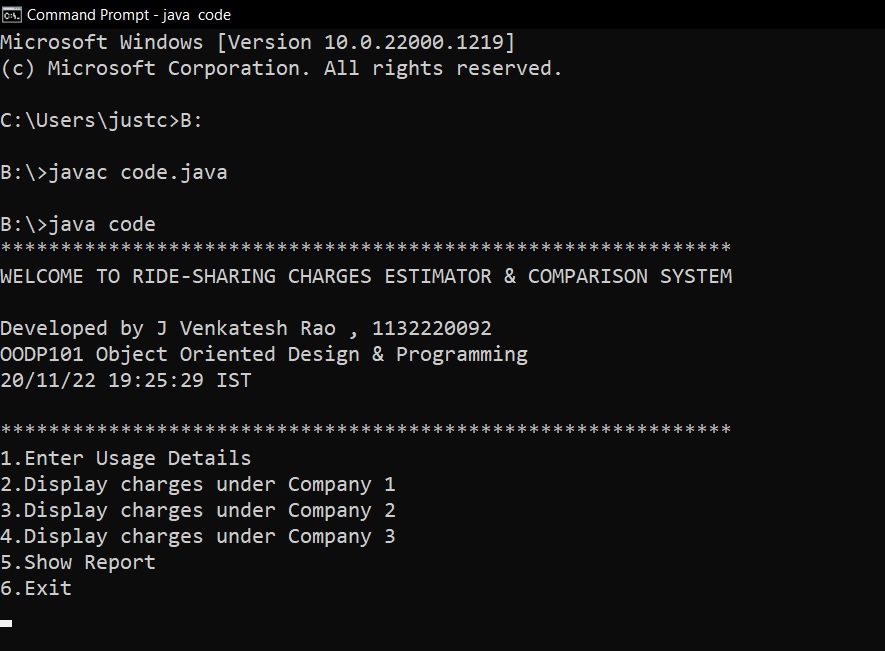 Command Prompt - java  code
Microsoft Windows [Version 10.0.22000.1219]
(c) Microsoft Corporation. All rights reserved.
C:\Users\justc>B:
B:\>javac code.java
B:\>java code
*************************************************************
WELCOME TO RIDE-SHARING CHARGES ESTIMATOR & COMPARISON SYSTEM
Developed by J Venkatesh Rao , 1132220092
OODP101 Object Oriented Design & Programming
20/11/22 19:25:29 IST
*************************************************************
1.Enter Usage Details
2.Display charges under Company 1
3.Display charges under Company 2
4.Display charges under Company 3
5.Show Report
6.Exit